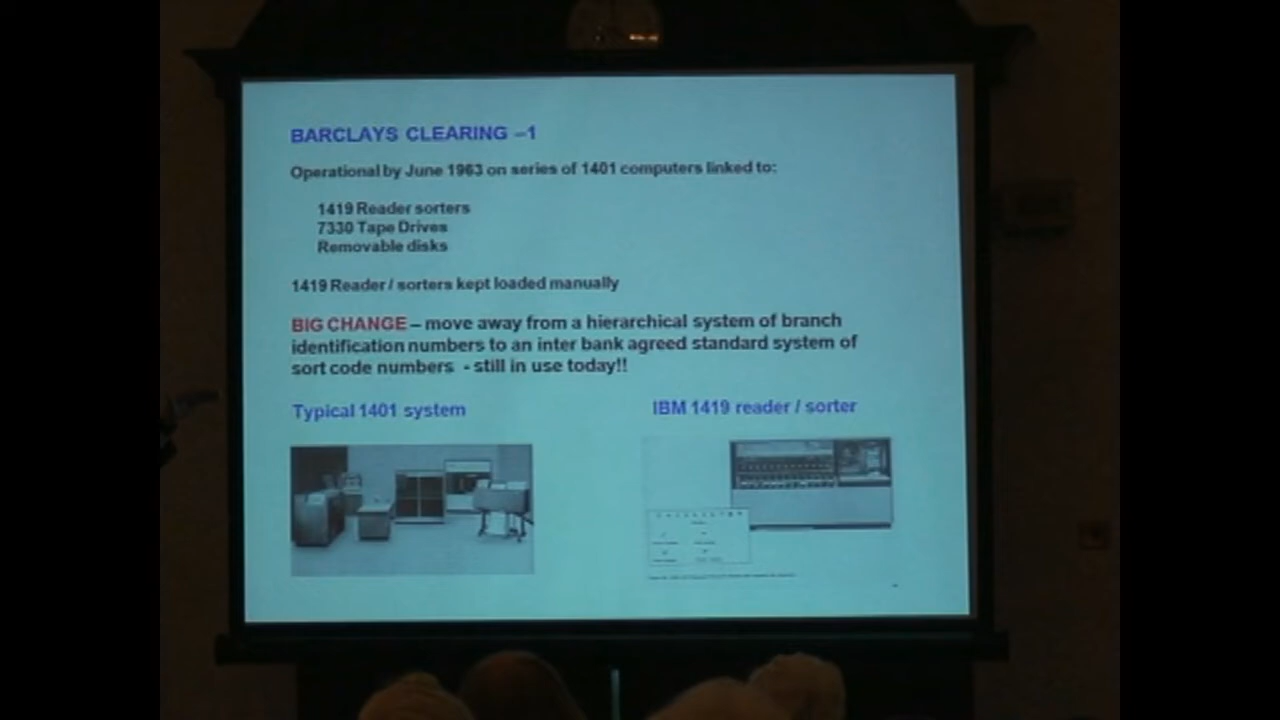 BARCLAYS CLEARING –1
Operational by June 1963 on series of 1401 computers linked to:
1419 Reader sorters
7330 Tape Drives
Removable disks
1419 Reader / sorters kept loaded manually
BIG CHANGE – move away from a hierarchical system of branch
identification numbers to an inter bank agreed standard system of
sort code numbers - still in use today!!
Typical 1401 system
IBM 1419 reader / sorter